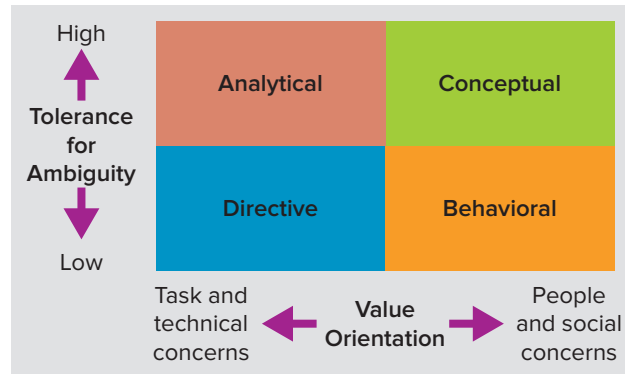 High
Tolerance
for
Ambiguity
Low
Analytical
Conceptual
Directive
Behavioral
Task and
technical
concerns
Value
Orientation
People
and social
concerns